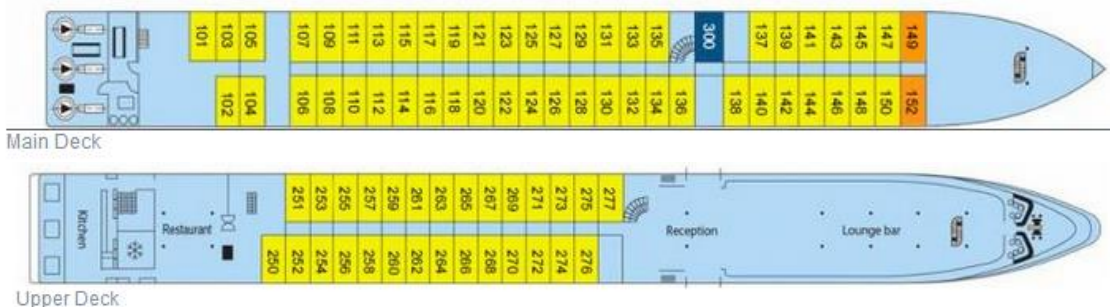 101 103 105 107 109 111 113 115 117 119 121 123 125 127 129 131 133 135 300 137 139 141 143 145 147 149
102 104 106 108 110 112 114 116 118 120 122 124 126 128 130 132 134 136 138 140 142 144 146 148 150 152
Main Deck
251 253 255 257 259 261 263 265 267 269 271 273 275 277
Kitchen Restaurant Reception Lounge bar
250 252 254 256 258 260 262 264 266 268 270 272 274 276
Upper Deck